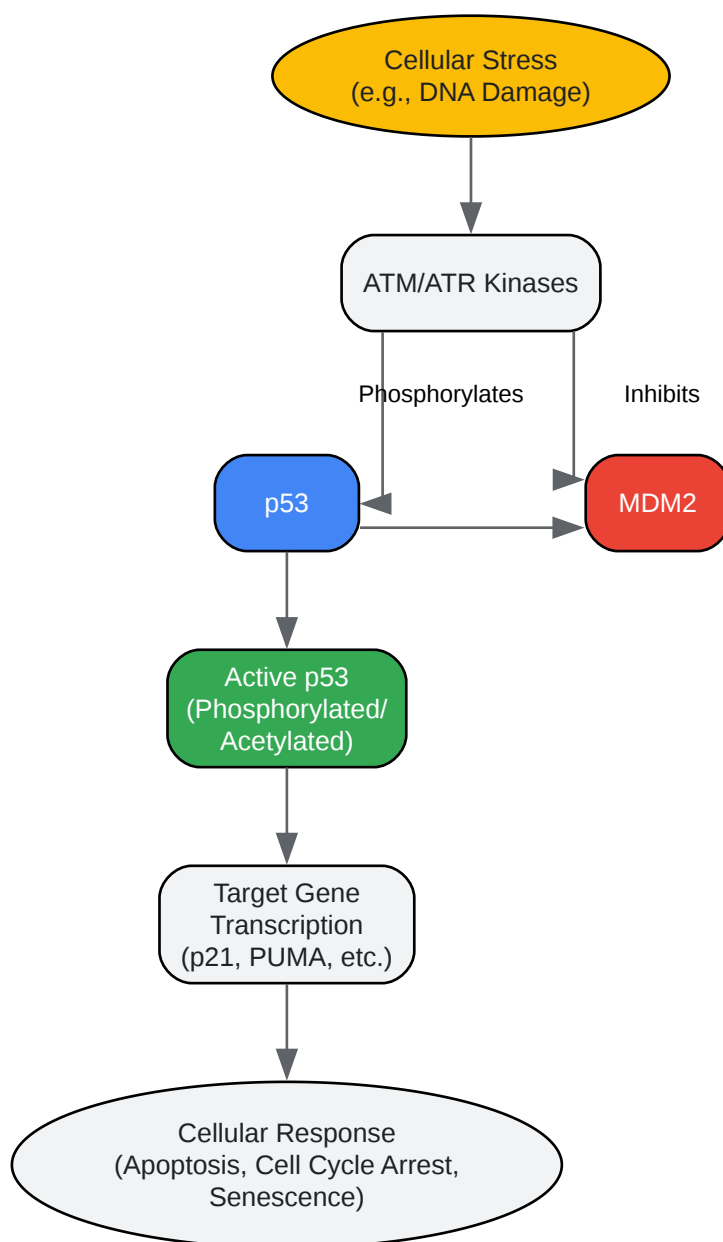 Cellular Stress
(e.g., DNA Damage)
ATM/ATR Kinases
Phosphorylates
Inhibits
p53
MDM2
Active p53
(Phosphorylated/
Acetylated)
Target Gene
Transcription
(p21, PUMA, etc.)
Cellular Response
(Apoptosis, Cell Cycle Arrest,
Senescence)